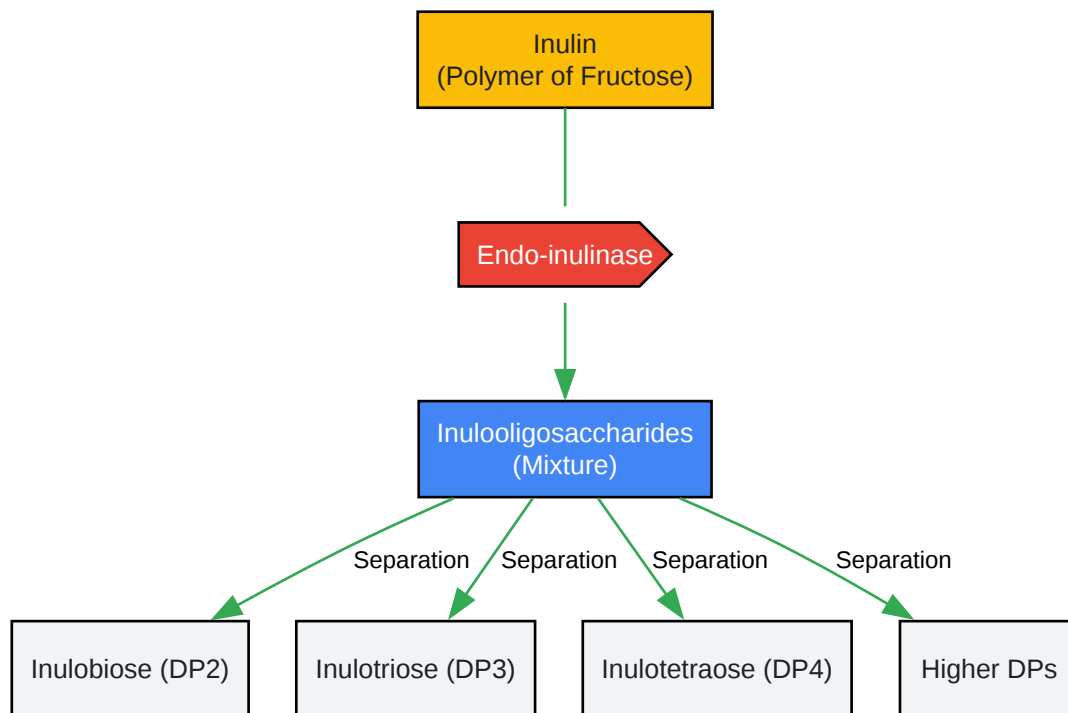 Inulin
(Polymer of Fructose)
Endo-inulinase
Inulooligosaccharides
(Mixture)
Separation
Separation
Separation
Separation
Inulobiose (DP2)
Inulotriose (DP3)
Inulotetraose (DP4)
Higher DPs